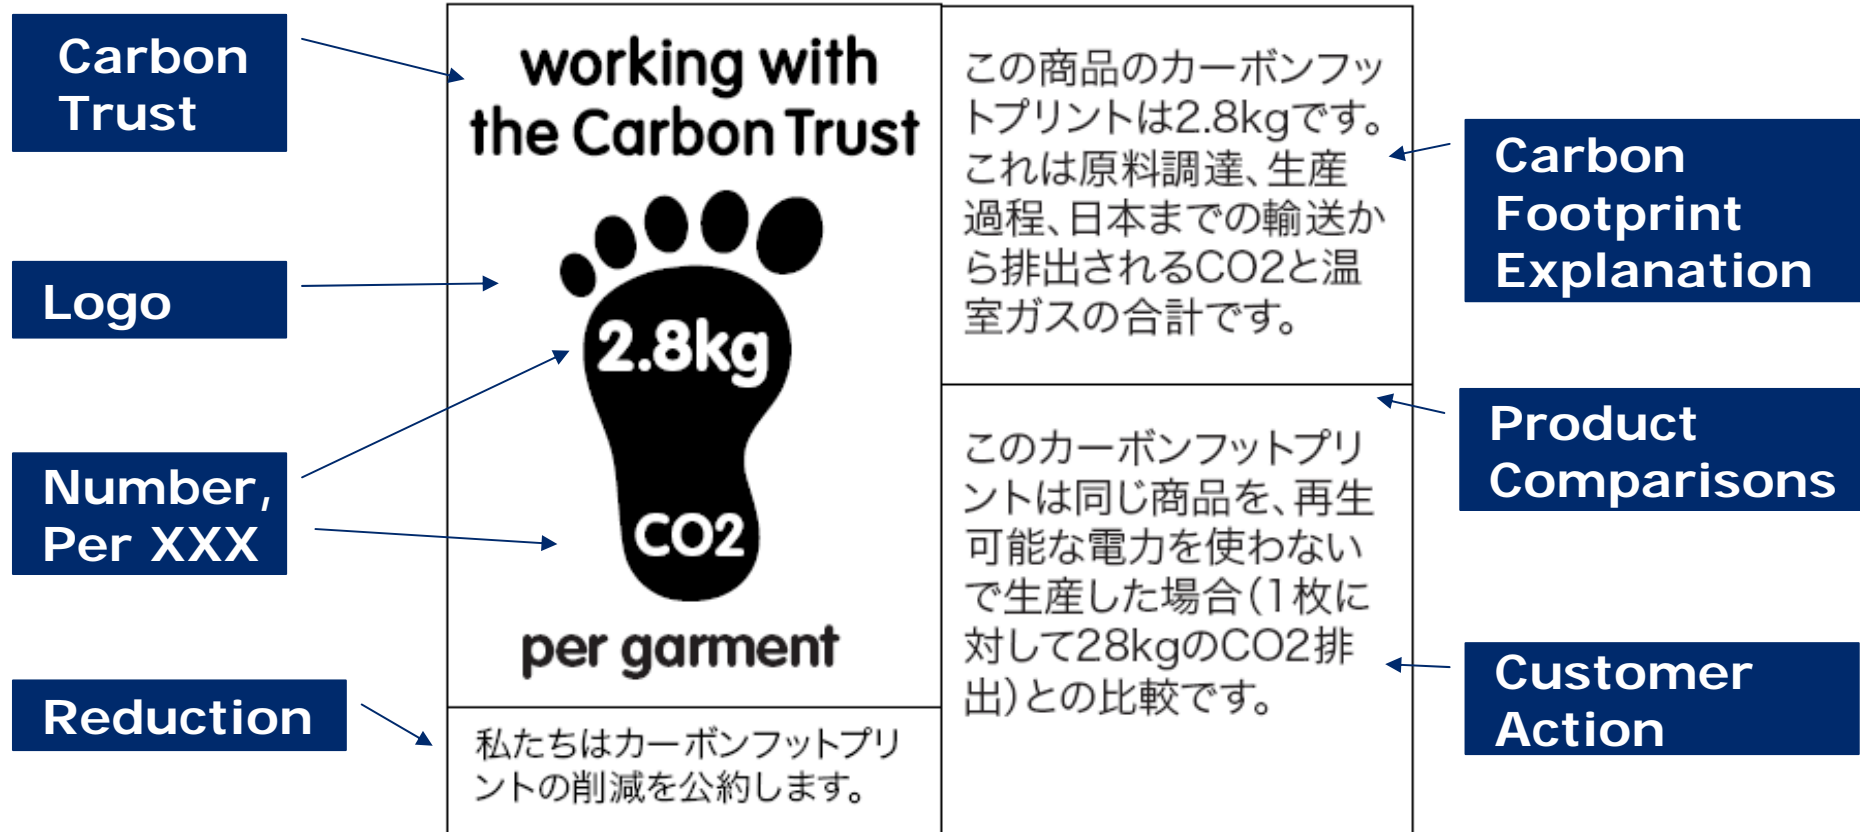 Carbon
Trust
Logo
Number,
Per XXX
Reduction
working with
the Carbon Trust
2.8kg
CO2
per garment
私たちはカーボンフットプリ
ントの削減を公約します。
この商品のカーボンフッ
トプリントは2.8kgです。
これは原料調達、生産
過程、日本までの輸送か
ら排出されるCO2と温
室ガスの合計です。
このカーボンフットプリ
ントは同じ商品を、再生
可能な電力を使わない
で生産した場合(1枚に
対して28kgのCO2排
出)との比較です。
Carbon
Footprint
Explanation
Product
Comparisons
Customer
Action